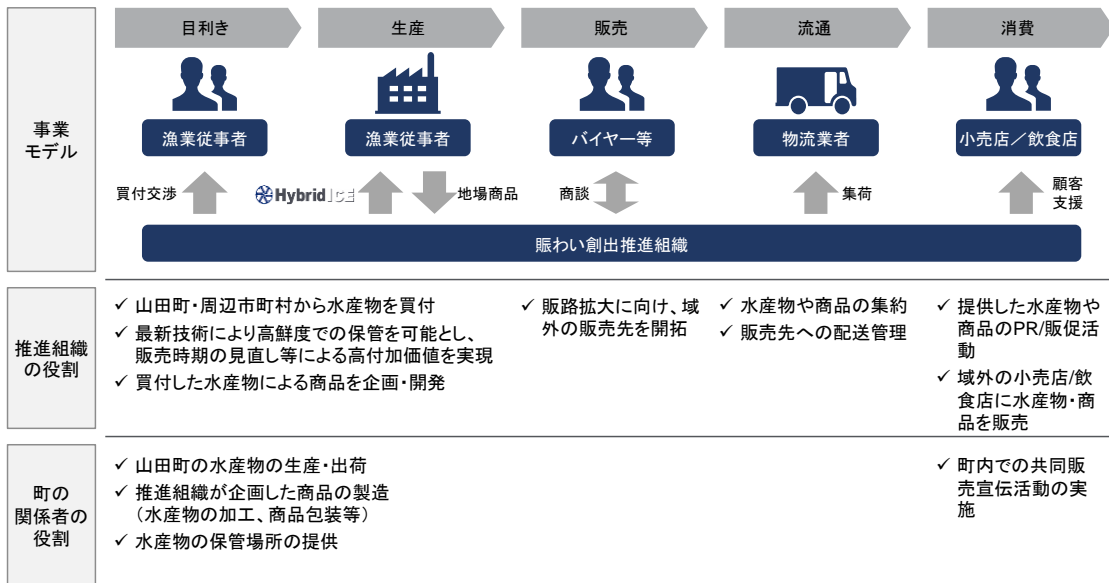 目利き
生産
販売
流通
消費
事業
モデル
漁業従事者
漁業従事者
バイヤー等
物流業者
小売店／飲食店
買付交渉
HybridICE
地場商品
商談
集荷
顧客
支援
賑わい創出推進組織
推進組織
の役割
✓ 山田町・周辺市町村から水産物を買付
✓ 最新技術により高鮮度での保管を可能とし、
販売時期の見直し等による高付加価値を実現
✓ 買付した水産物による商品を企画・開発
✓ 販路拡大に向け、域
外の販売先を開拓
✓ 水産物や商品の集約
✓ 販売先への配送管理
✓ 提供した水産物や
商品のPR/販促活
動
✓ 域外の小売店/飲
食店に水産物・商
品を販売
町の
関係者の
役割
✓ 山田町の水産物の生産・出荷
✓ 推進組織が企画した商品の製造
（水産物の加工、商品包装等）
✓ 水産物の保管場所の提供
✓ 町内での共同販
売宣伝活動の実
施